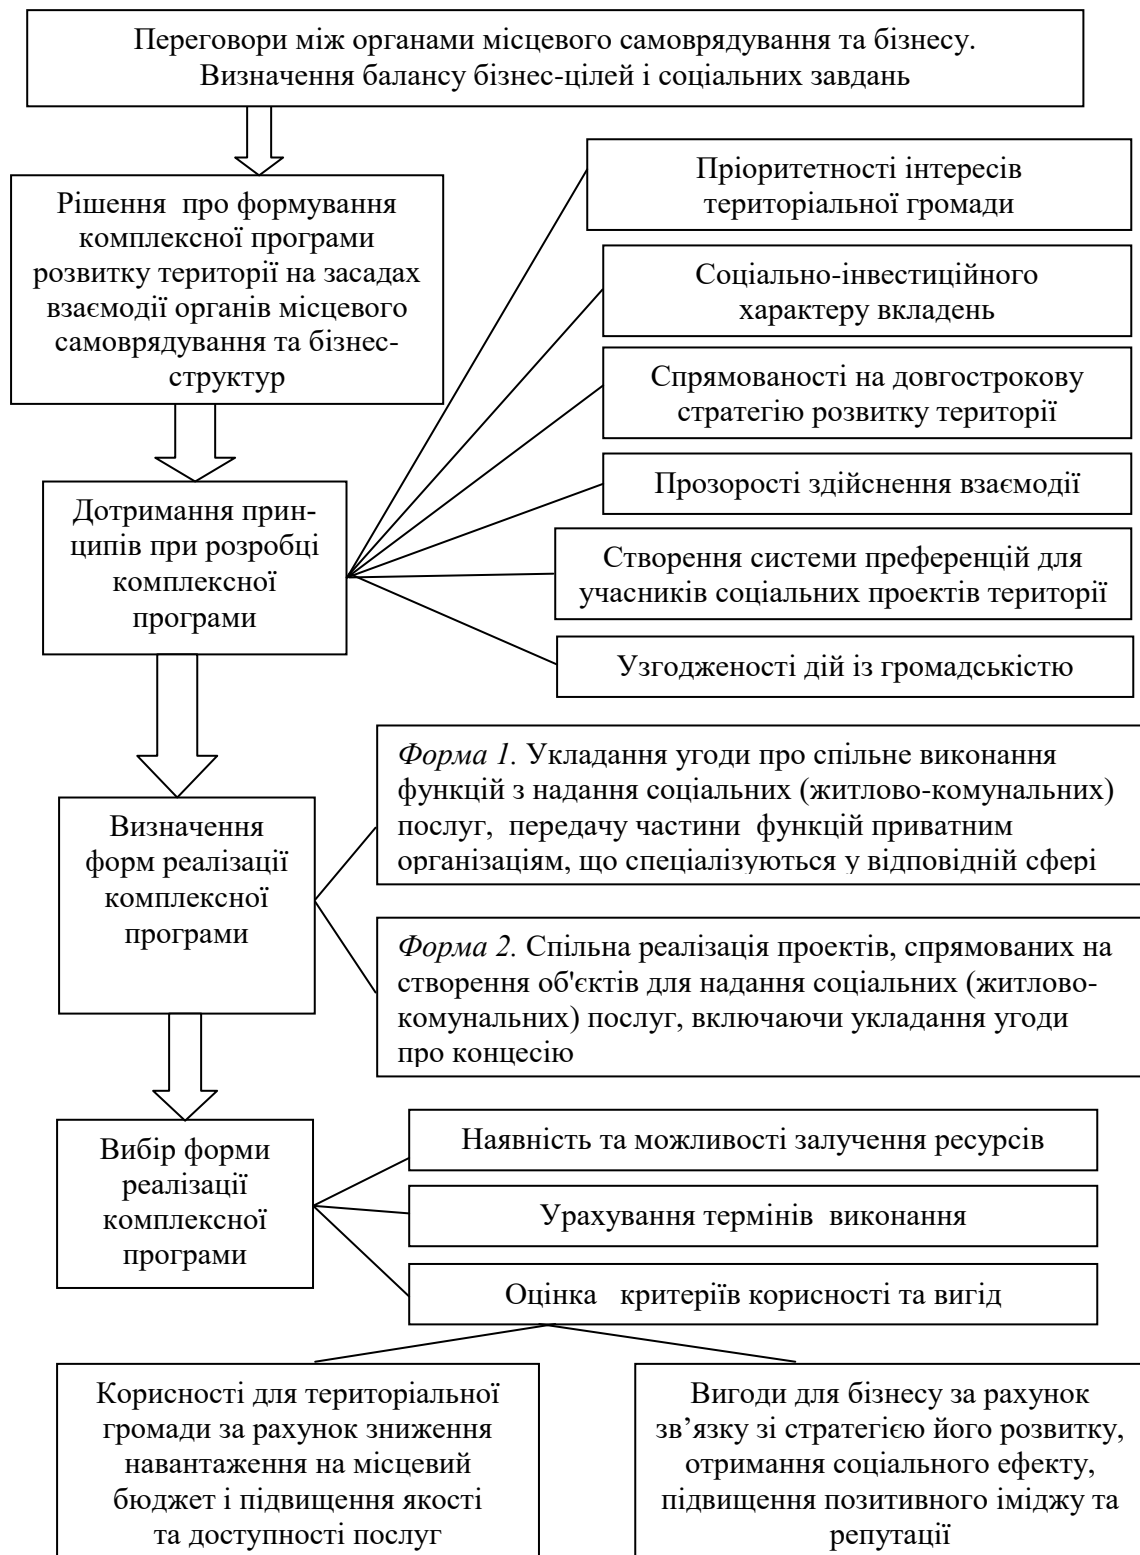 Переговори між органами місцевого самоврядування та бізнесу.
Визначення балансу бізнес-цілей і соціальних завдань
Рішення про формування
комплексної програми
розвитку території на засадах
взаємодії органів місцевого
самоврядування та бізнес-
структур
Пріоритетності інтересів
територіальної громади
Соціально-інвестиційного
характеру вкладень
Спрямованості на довгострокову
стратегію розвитку території
Прозорості здійснення взаємодії
Створення системи преференцій для
учасників соціальних проектів території
Узгодженості дій із громадськістю
Дотримання прин-
ципів при розробці
комплексної
програми
Визначення
форм реалізації
комплексної
програми
Форма 1. Укладання угоди про спільне виконання
функцій з надання соціальних (житлово-комунальних)
послуг, передачу частини функцій приватним
організаціям, що спеціалізуються у відповідній сфері
Форма 2. Спільна реалізація проектів, спрямованих на
створення об'єктів для надання соціальних (житлово-
комунальних) послуг, включаючи укладання угоди
про концесію
Вибір форми
реалізації
комплексної
програми
Наявність та можливості залучення ресурсів
Урахування термінів виконання
Оцінка критеріїв корисності та вигід
Корисності для територіальної
громади за рахунок зниження
навантаження на місцевий
бюджет і підвищення якості
та доступності послуг
Вигоди для бізнесу за рахунок
зв’язку зі стратегією його розвитку,
отримання соціального ефекту,
підвищення позитивного іміджу та
репутації